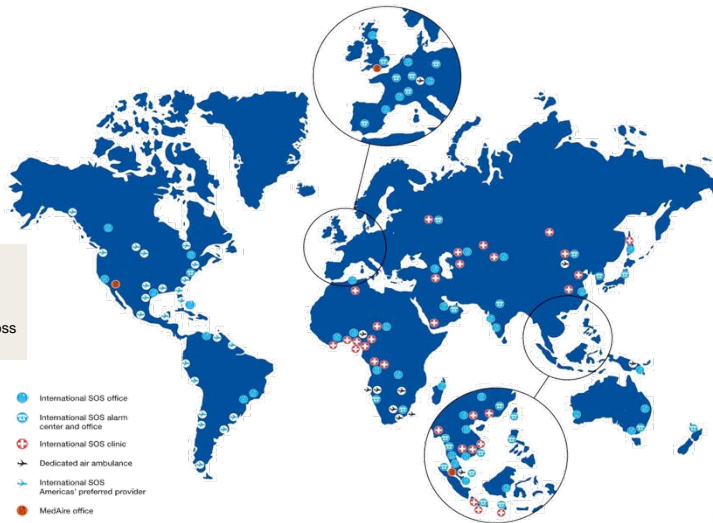 oss
International SOS office
International SOS alarm
center and office
International SOS clinic
Dedicated air ambulance
International SOS
Americas' preferred provider
MedAire office